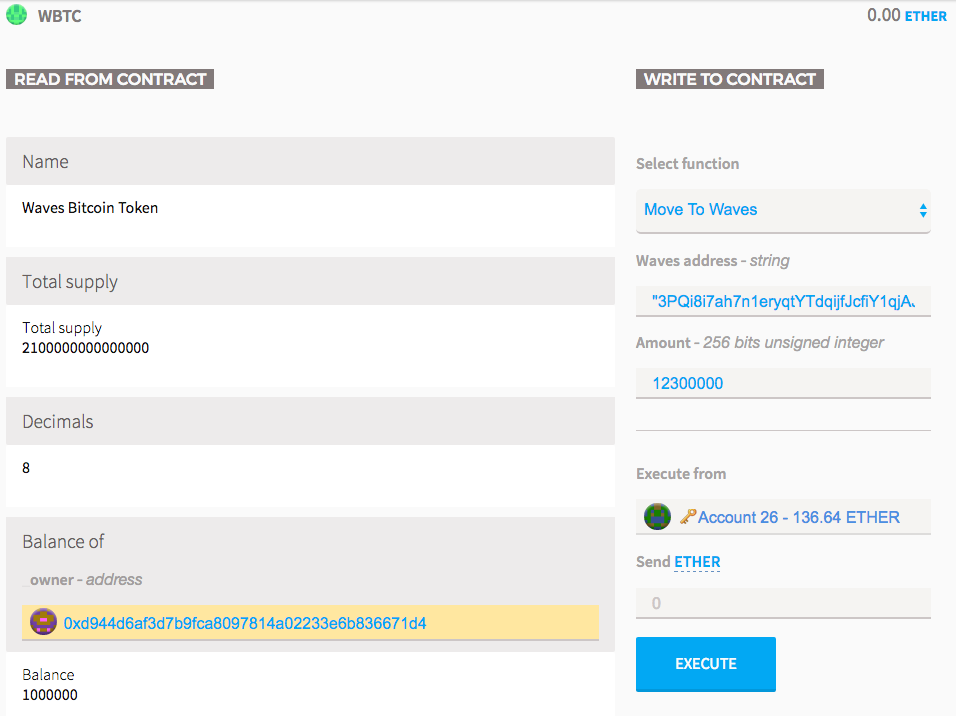 WBTC
0.00 ETHER
READ FROM CONTRACT
Name
Waves Bitcoin Token
Total supply
Total supply
2100000000000000
Decimals
8
Balance of
_owner - address
0xd944d6af3d7b9fca8097814a02233e6b836671d4
Balance
1000000
WRITE TO CONTRACT
Select function
Move To Waves
Waves address - string
"3PQi8i7ah7n1eryqtYTdqijfJcfiY1qjA
Amount - 256 bits unsigned integer
12300000
Execute from
Account 26 - 136.64 ETHER
Send ETHER
0
EXECUTE